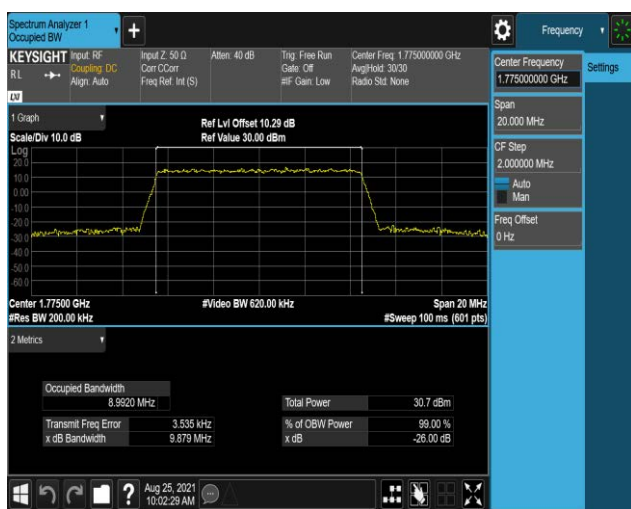 Spectrum Analyzer 1
Occupied BW
Frequency
KEYSIGHT
Input: RF
Coupling: DC
Align: Auto
RL
LXI
Input Z: 50 Ω
Corr CCorr
Freq Ref: Int (S)
Atten: 40 dB
Trig: Free Run
Gate: Off
#IF Gain: Low
Center Freq: 1.775000000 GHz
Avg|Hold: 30/30
Radio Std: None
Center Frequency
1.775000000 GHz
Settings
Span
20.000 MHz
CF Step
2.000000 MHz
Auto
Man
Freq Offset
0 Hz
1 Graph
Scale/Div 10.0 dB
Ref Lvl Offset 10.29 dB
Ref Value 30.00 dBm
Log
20.0
10.0
0.00
-10.0
-20.0
-30.0
-40.0
-50.0
-60.0
Center 1.77500 GHz
#Video BW 620.00 kHz
Span 20 MHz
#Res BW 200.00 kHz
#Sweep 100 ms (601 pts)
2 Metrics
Occupied Bandwidth
8.9920 MHz
Total Power 30.7 dBm
Transmit Freq Error 3.535 kHz
% of OBW Power 99.00 %
x dB Bandwidth 9.879 MHz
x dB -26.00 dB
?
Aug 25, 2021
10:02:29 AM